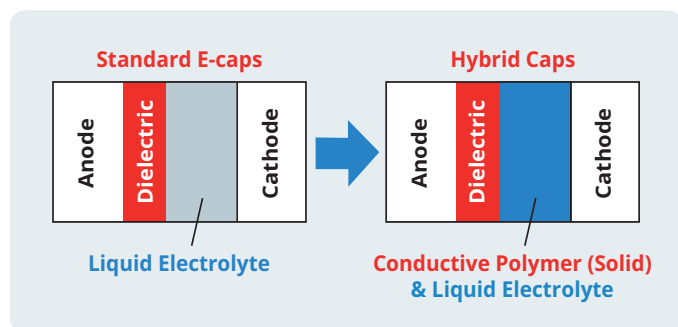 Standard E-caps
Anode
Dielectric
Cathode
Liquid Electrolyte
Hybrid Caps
Anode
Dielectric
Cathode
Conductive Polymer (Solid)
& Liquid Electrolyte